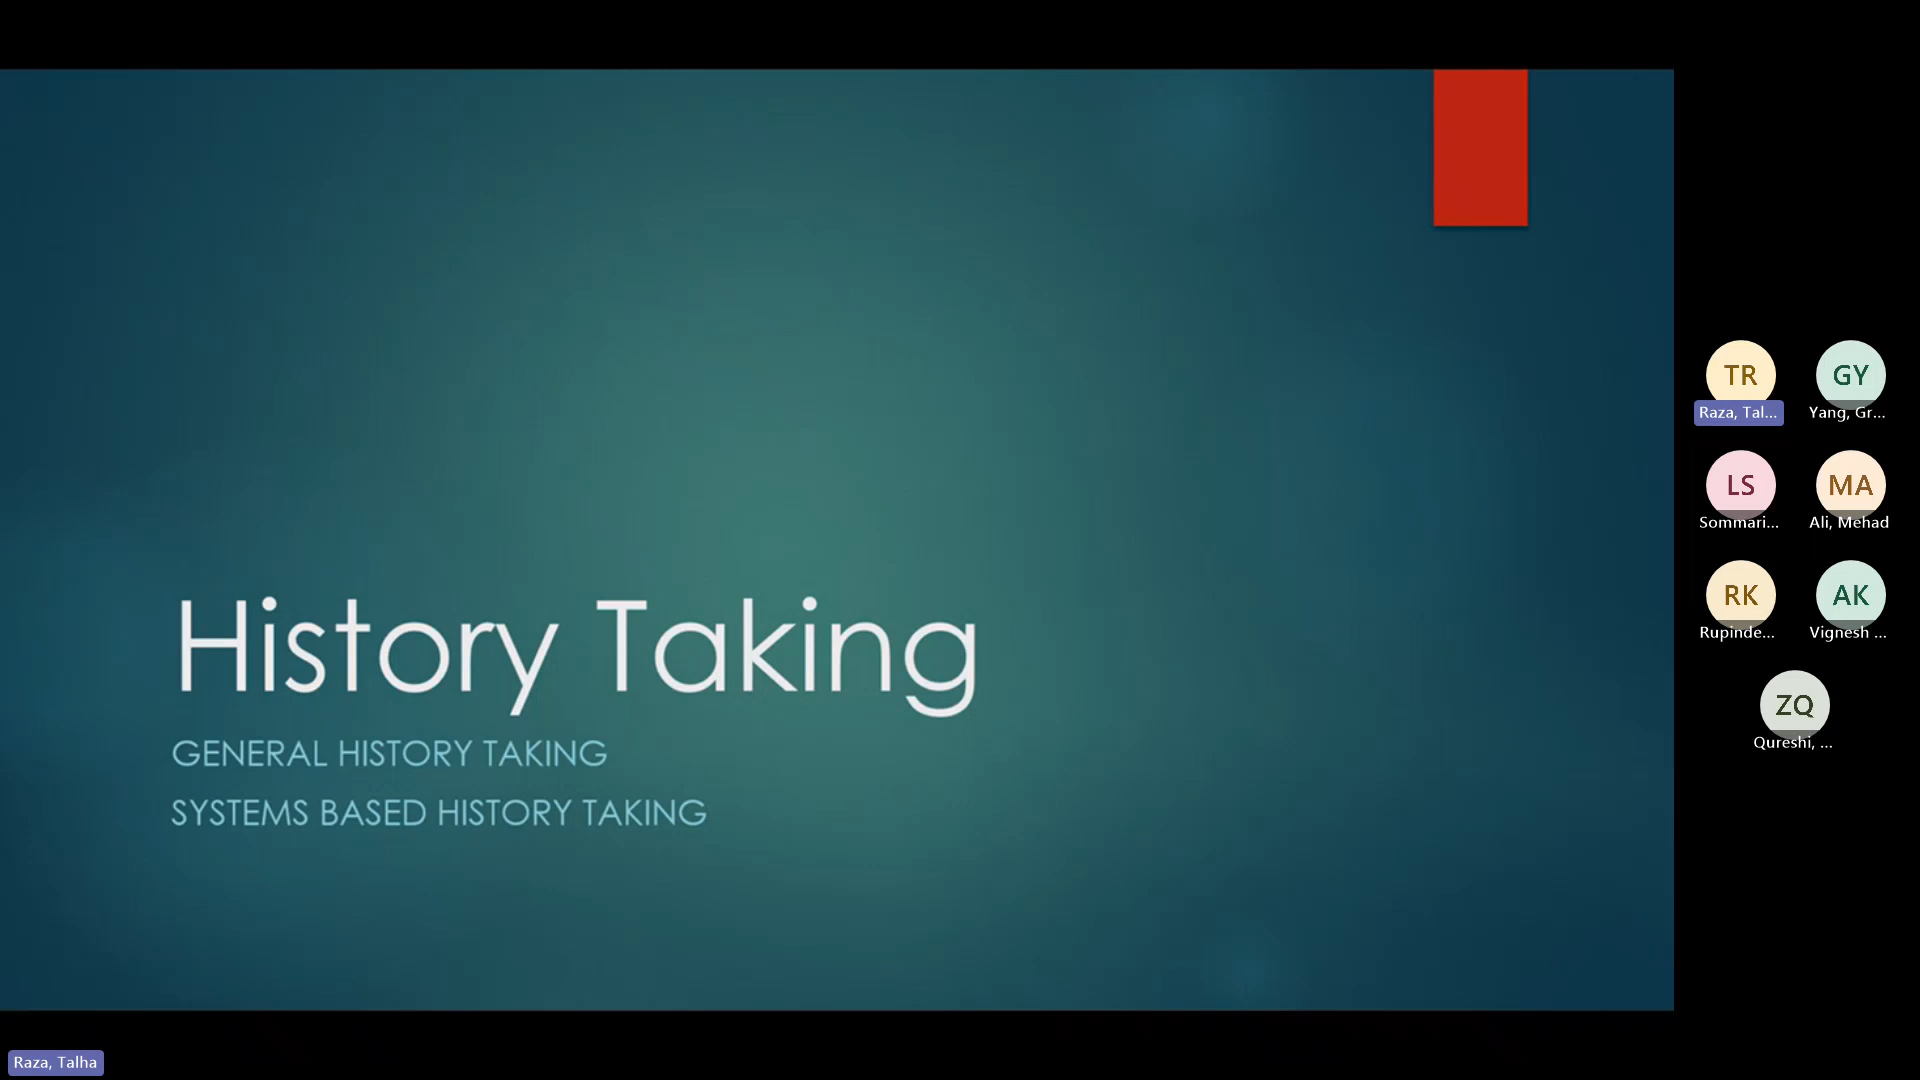 History Taking
GENERAL HISTORY TAKING
SYSTEMS BASED HISTORY TAKING
TR
Raza, Tal...
GY
Yang, Gr...
LS
Sommari...
MA
Ali, Mehad
RK
Rupinde...
AK
Vignesh ...
ZQ
Qureshi, ...
Raza, Talha